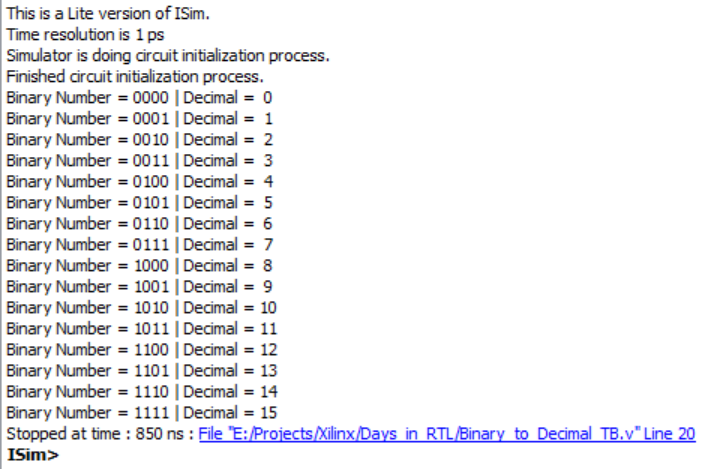 This is a Lite version of ISim.
Time resolution is 1 ps
Simulator is doing circuit initialization process.
Finished circuit initialization process.
Binary Number = 0000 | Decimal =  0
Binary Number = 0001 | Decimal =  1
Binary Number = 0010 | Decimal =  2
Binary Number = 0011 | Decimal =  3
Binary Number = 0100 | Decimal =  4
Binary Number = 0101 | Decimal =  5
Binary Number = 0110 | Decimal =  6
Binary Number = 0111 | Decimal =  7
Binary Number = 1000 | Decimal =  8
Binary Number = 1001 | Decimal =  9
Binary Number = 1010 | Decimal = 10
Binary Number = 1011 | Decimal = 11
Binary Number = 1100 | Decimal = 12
Binary Number = 1101 | Decimal = 13
Binary Number = 1110 | Decimal = 14
Binary Number = 1111 | Decimal = 15
Stopped at time : 850 ns : File "E:/Projects/Xilinx/Days_in_RTL/Binary_to_Decimal_TB.v" Line 20
ISim>